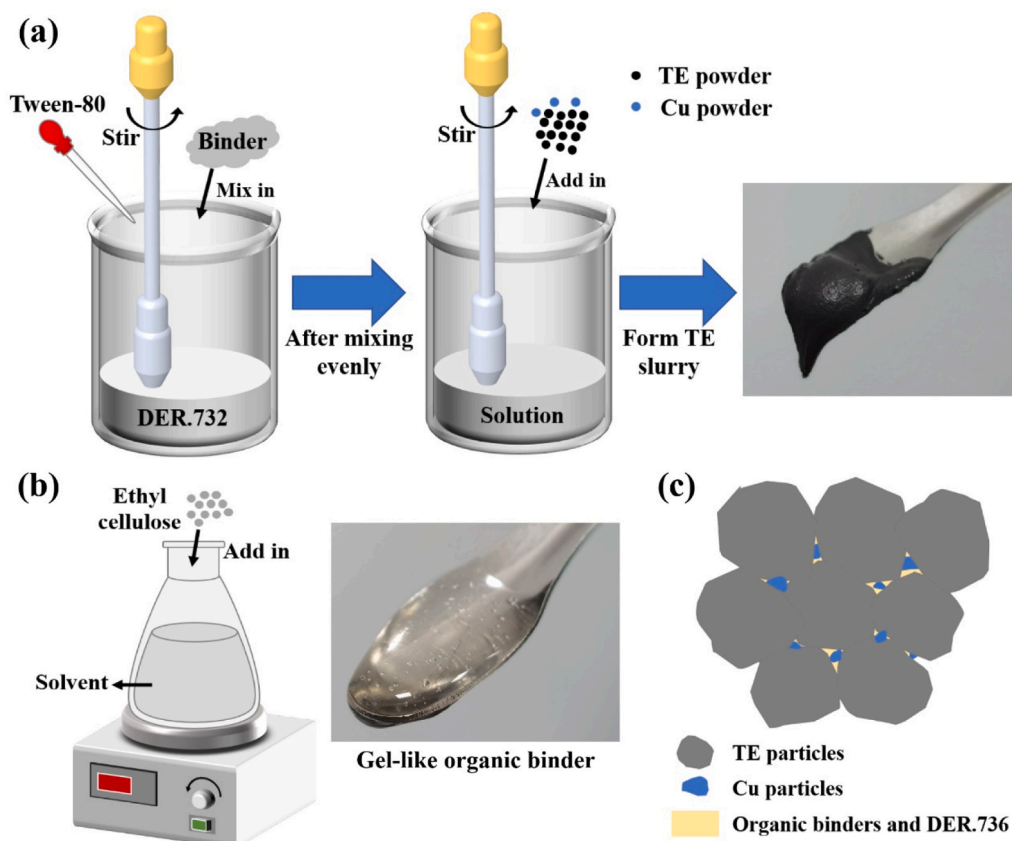 (a)
Tween-80
Stir
Binder
Mix in
DER.732
After mixing
evenly
Stir
TE powder
Cu powder
Add in
Solution
Form TE
slurry
(b)
Ethyl
cellulose
Add in
Solvent
Gel-like organic binder
(c)
TE particles
Cu particles
Organic binders and DER.736